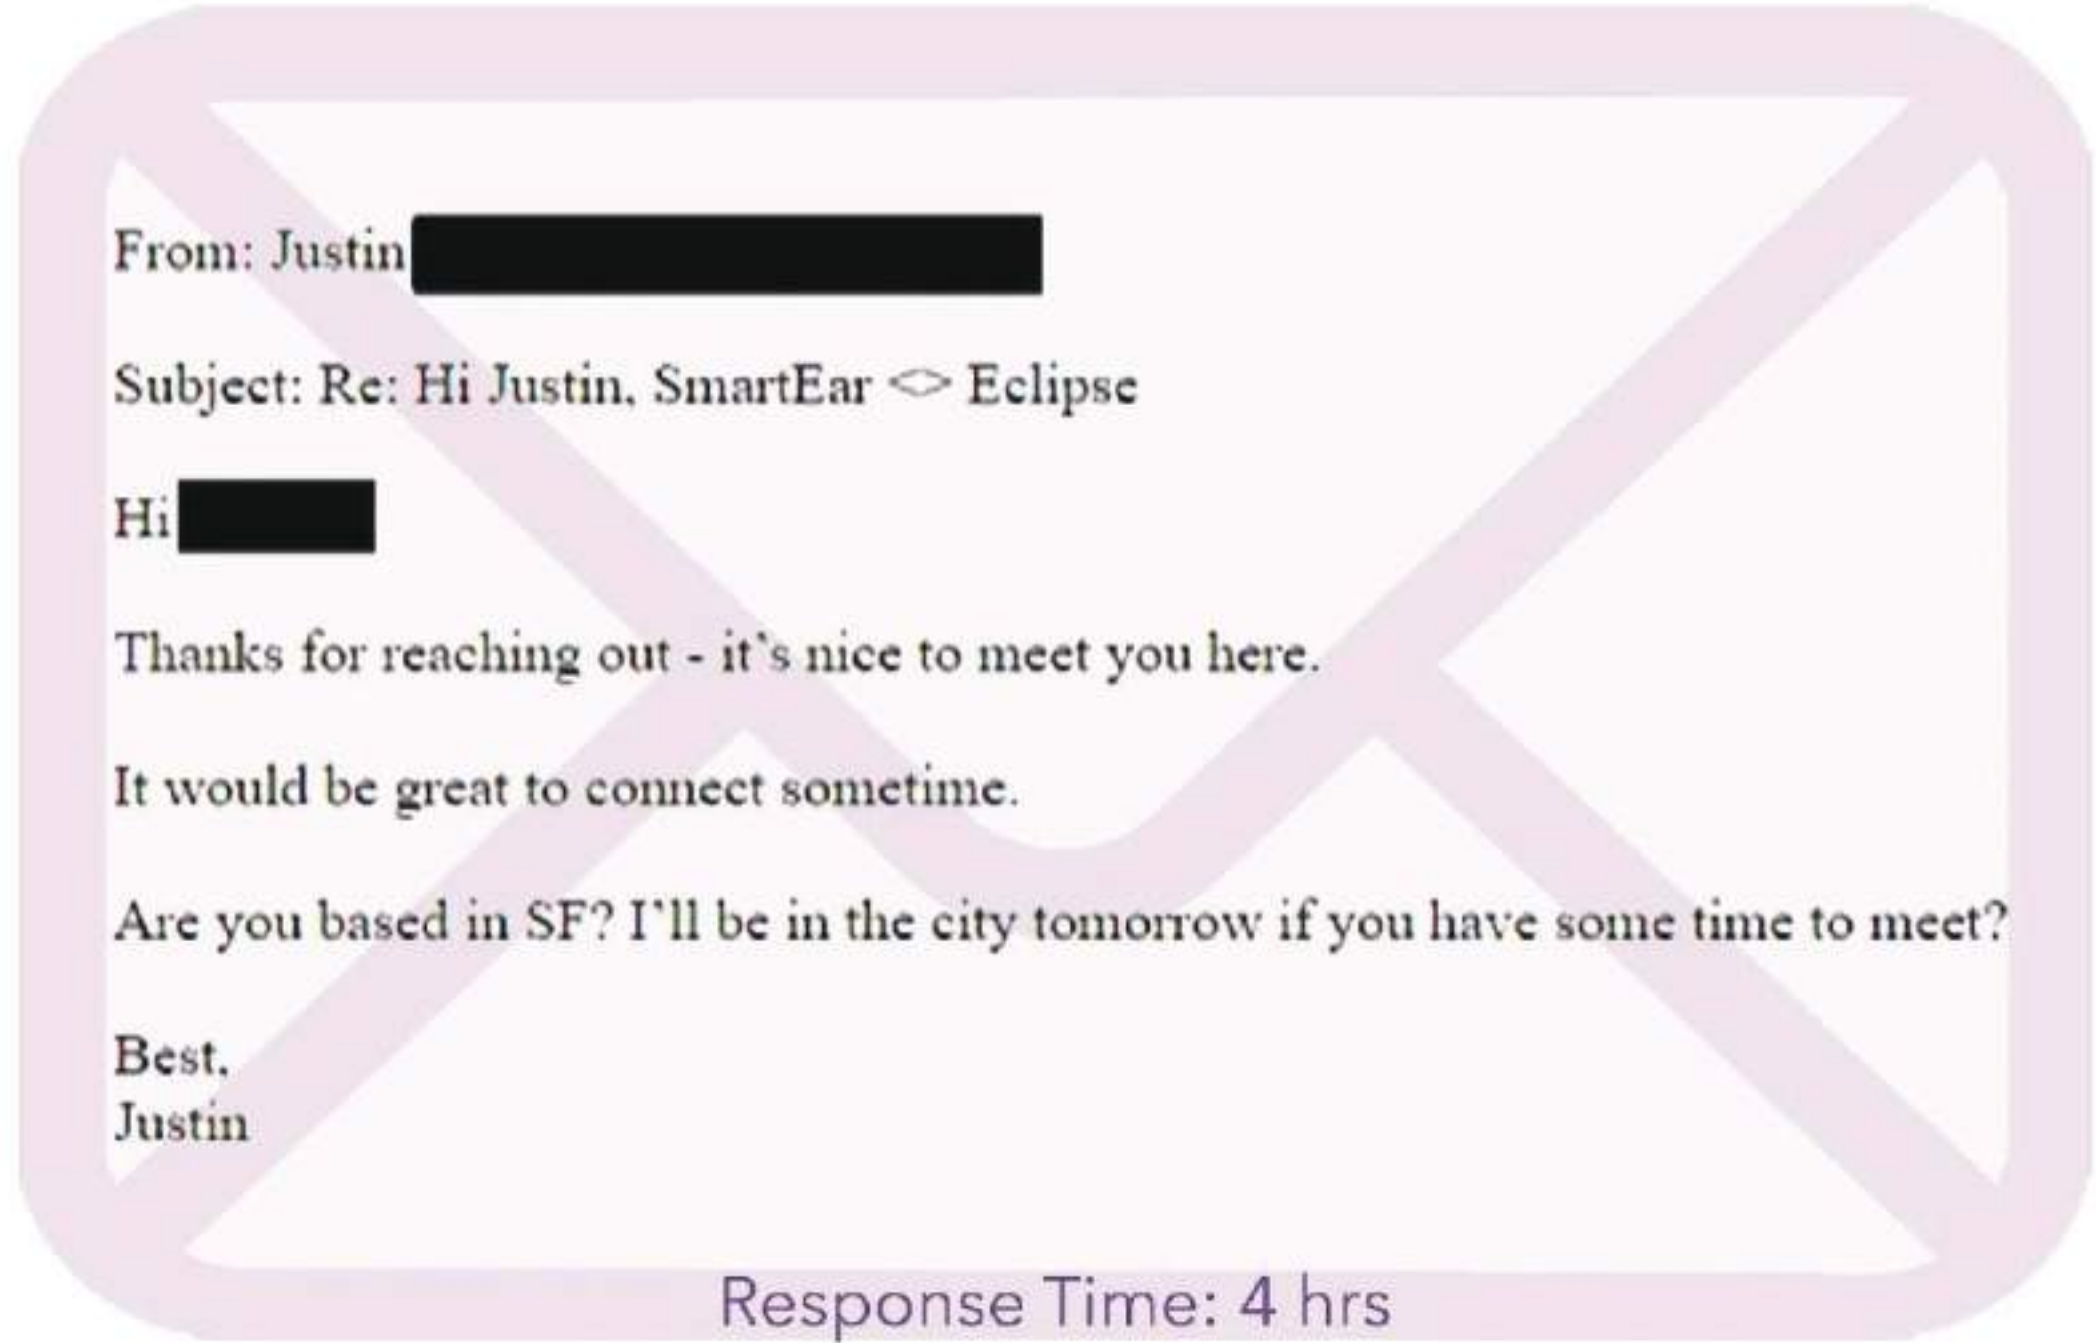 From: Justin
Subject: Re: Hi Justin, SmartEar <> Eclipse
Hi
Thanks for reaching out - it`s nice to meet you here.
It would be great to connect sometime.
Are you based in SF? I`ll be in the city tomorrow if you have some time to meet?
Best,
Justin
Response Time: 4 hrs